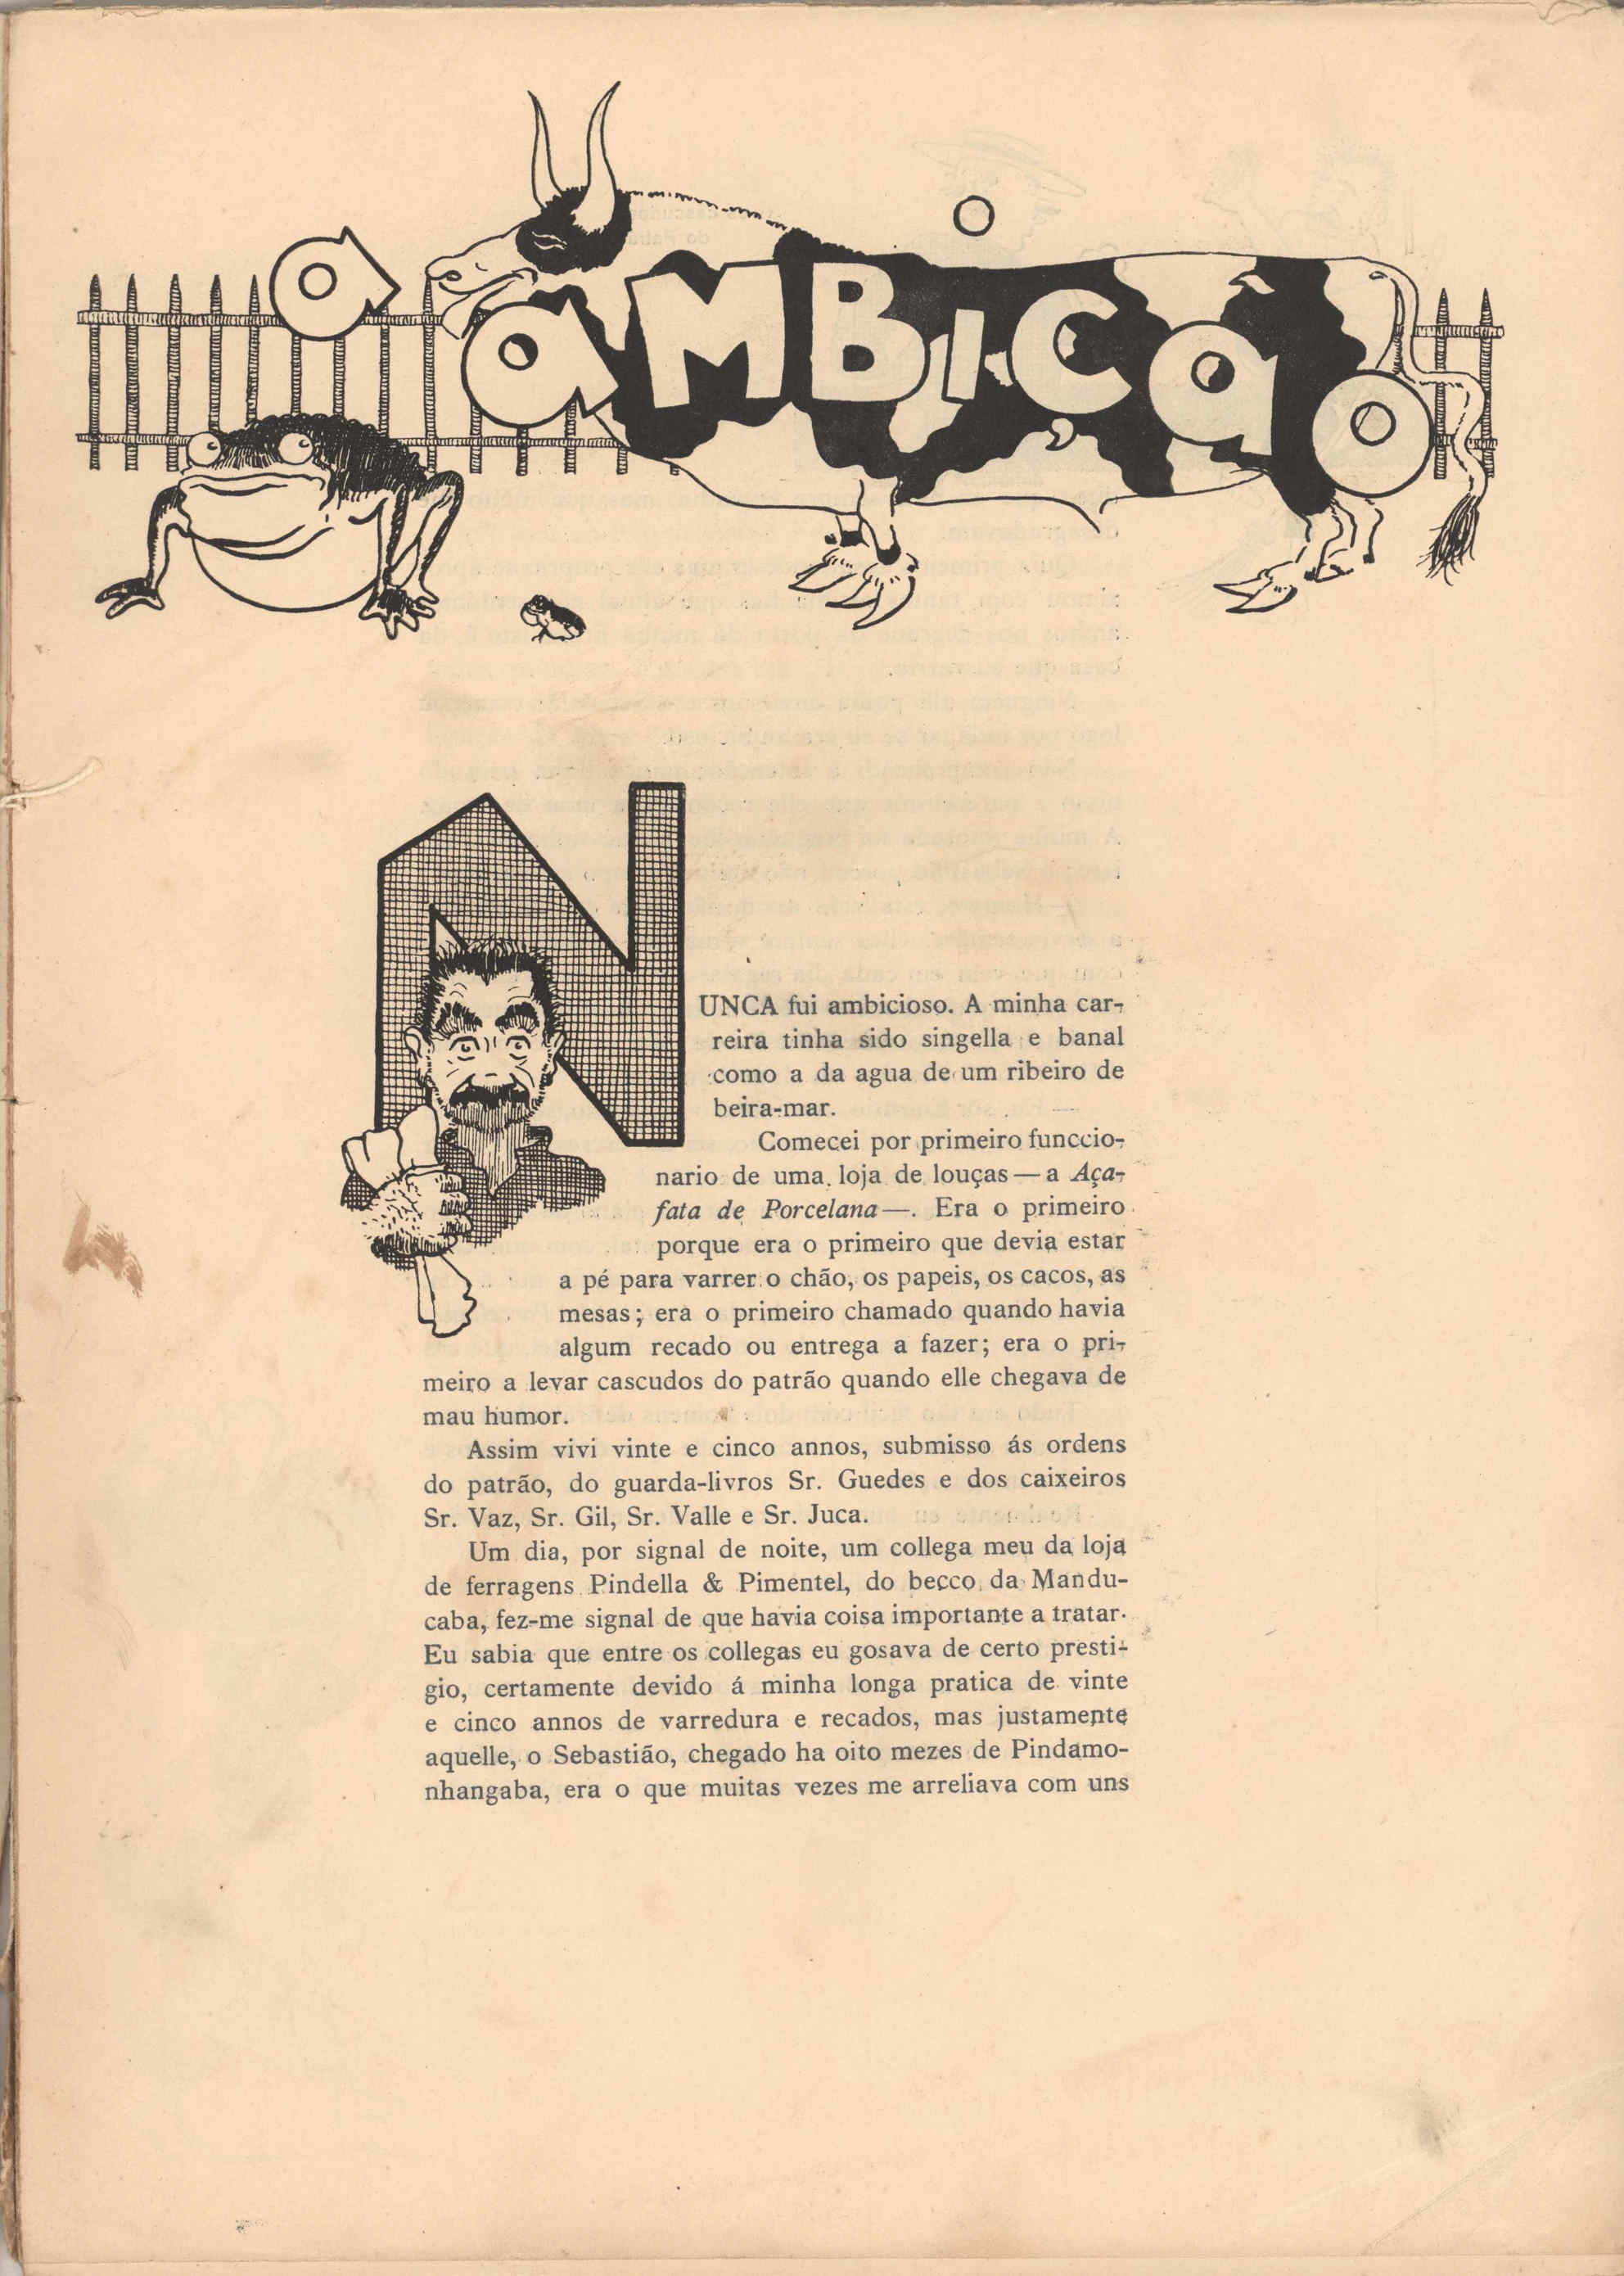 a aMBiÇaO
NUNCA fui ambicioso. A minha car-
reira tinha sido singella e banal
como a da agua de um ribeiro de
beira-mar.
Comecei por primeiro funccio-
nario de uma loja de louças — a Aça-
fata de Porcelana —. Era o primeiro
porque era o primeiro que devia estar
a pé para varrer o chão, os papeis, os cacos, as
mesas; era o primeiro chamado quando havia
algum recado ou entrega a fazer; era o pri-
meiro a levar cascudos do patrão quando elle chegava de
mau humor.
Assim vivi vinte e cinco annos, submisso ás ordens
do patrão, do guarda-livros Sr. Guedes e dos caixeiros
Sr. Vaz, Sr. Gil, Sr. Valle e Sr. Juca.
Um dia, por signal de noite, um collega meu da loja
de ferragens Pindella & Pimentel, do becco da Mandu-
caba, fez-me signal de que havia coisa importante a tratar.
Eu sabia que entre os collegas eu gosava de certo presti-
gio, certamente devido á minha longa pratica de vinte
e cinco annos de varredura e recados, mas justamente
aquelle, o Sebastião, chegado ha oito mezes de Pindamo-
nhangaba, era o que muitas vezes me arreliava com uns